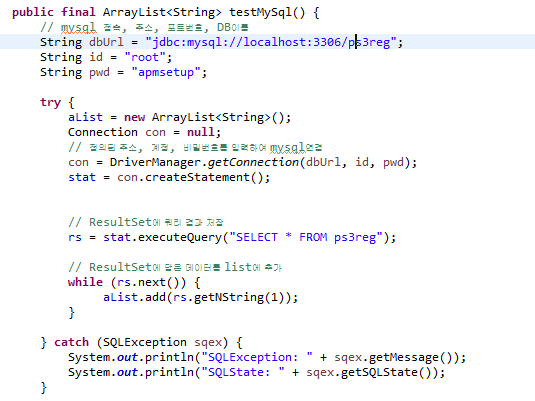 public final ArrayList<String> testMySql() {
// mysql 접속, 주소, 포트번호, DB이름
String dbUrl = "jdbc:mysql://localhost:3306/ps3reg";
String id = "root";
String pwd = "apmsetup";
try {
aList = new ArrayList<String>();
Connection con = null;
// 정의된 주소, 계정, 비밀번호를 입력하여 mysql연결
con = DriverManager.getConnection(dbUrl, id, pwd);
stat = con.createStatement();
// ResultSet에 쿼리 결과 저장
rs = stat.executeQuery("SELECT * FROM ps3reg");
// ResultSet에 담은 데이터를 list에 추가
while (rs.next()) {
aList.add(rs.getNString(1));
}
} catch (SQLException sqex) {
System.out.println("SQLException: " + sqex.getMessage());
System.out.println("SQLState: " + sqex.getSQLState());
}